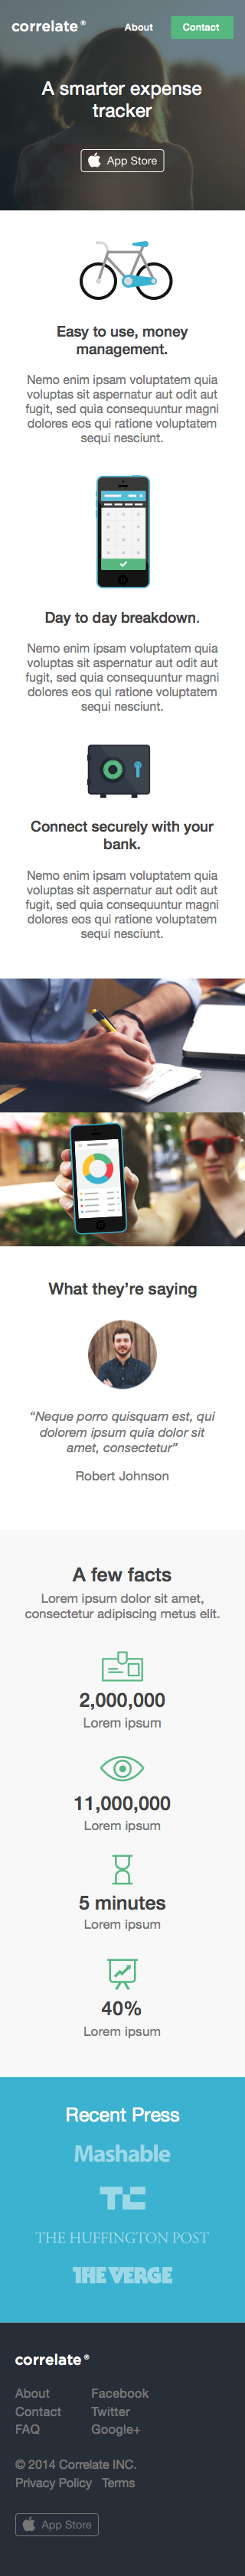 correlate®
About
Contact
A smarter expense
tracker
App Store
Easy to use, money
management.
Nemo enim ipsam voluptatem quia
voluptas sit aspernatur aut odit aut
fugit, sed quia consequuntur magni
dolores eos qui ratione voluptatem
sequi nesciunt.
Day to day breakdown.
Nemo enim ipsam voluptatem quia
voluptas sit aspernatur aut odit aut
fugit, sed quia consequuntur magni
dolores eos qui ratione voluptatem
sequi nesciunt.
Connect securely with your
bank.
Nemo enim ipsam voluptatem quia
voluptas sit aspernatur aut odit aut
fugit, sed quia consequuntur magni
dolores eos qui ratione voluptatem
sequi nesciunt.
What they’re saying
“Neque porro quisquam est, qui
dolorem ipsum quia dolor sit
amet, consectetur”
Robert Johnson
A few facts
Lorem ipsum dolor sit amet,
consectetur adipiscing metus elit.
2,000,000
Lorem ipsum
11,000,000
Lorem ipsum
5 minutes
Lorem ipsum
40%
Lorem ipsum
Recent Press
Mashable
TC
THE HUFFINGTON POST
THE VERGE
correlate®
About
Facebook
Contact
Twitter
FAQ
Google+
© 2014 Correlate INC.
Privacy Policy Terms
App Store